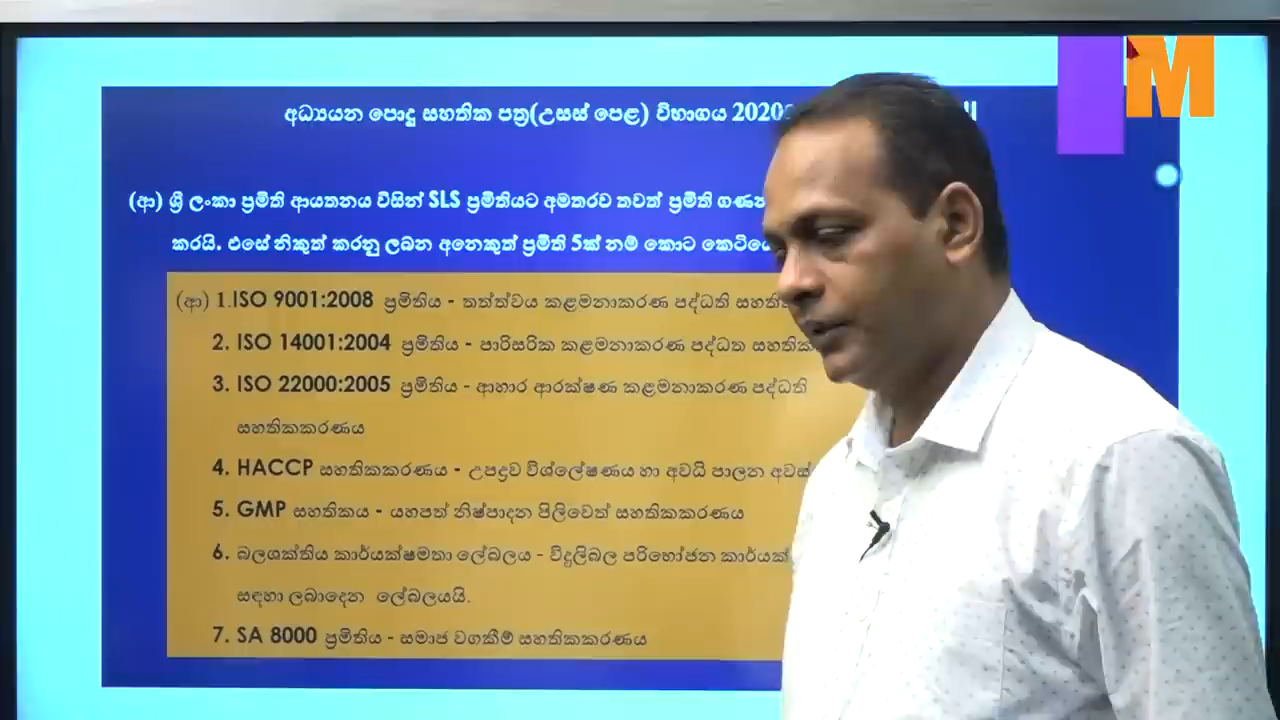 M
අධ්‍යයන පොදු සහතික පත්‍ර(උසස් පෙළ) විභාගය 2020
(ආ) ශ්‍රී ලංකා ප්‍රමිති ආයතනය විසින් SLS ප්‍රමිතියට අමතරව තවත් ප්‍රමිති
කරයි. එසේ නිකුත් කරනු ලබන අනෙකුත් ප්‍රමිති 5ක් නම් කොට
(ආ) 1.ISO 9001:2008 ප්‍රමිතිය - තත්ත්වය කළමනාකරණ පද්ධති
2. ISO 14001:2004 ප්‍රමිතිය - පාරිසරික කළමනාකරණ පද්ධත
3. ISO 22000:2005 ප්‍රමිතිය - ආහාර ආරක්ෂණ කළමනාකරණ පද්ධති
සහතිකකරණය
4. HACCP සහතිකකරණය - උපද්‍රව විශ්ලේෂණය හා අවධි පාලන
5. GMP සහතිකය - යහපත් නිෂ්පාදන පිලිවෙත් සහතිකකරණය
6. බලශක්තිය කාර්යක්ෂමතා ලේබලය - විදුලිබල පරිභෝජන
සඳහා ලබාදෙන ලේබලයයි.
7. SA 8000 ප්‍රමිතිය - සමාජ වගකීම් සහතිකකරණය